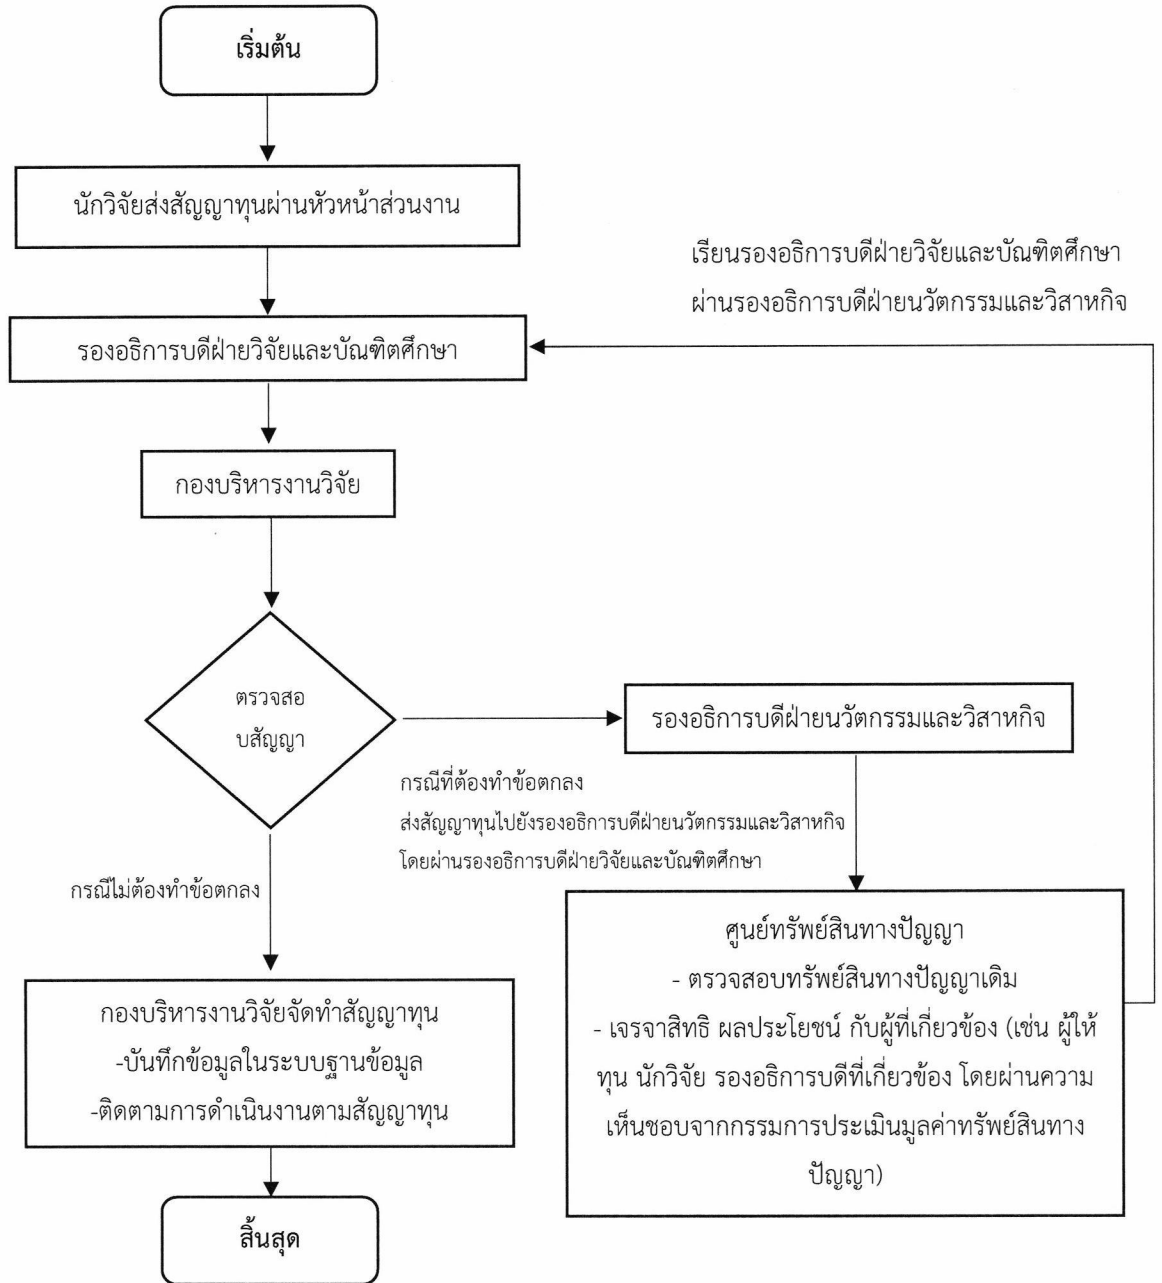 เริ่มต้น
นักวิจัยส่งสัญญาทุนผ่านหัวหน้าส่วนงาน
เรียนรองอธิการบดีฝ่ายวิจัยและบัณฑิตศึกษา
ผ่านรองอธิการบดีฝ่ายนวัตกรรมและวิสาหกิจ
รองอธิการบดีฝ่ายวิจัยและบัณฑิตศึกษา
กองบริหารงานวิจัย
ตรวจสอ
บสัญญา
รองอธิการบดีฝ่ายนวัตกรรมและวิสาหกิจ
กรณีที่ต้องทำข้อตกลง
ส่งสัญญาทุนไปยังรองอธิการบดีฝ่ายนวัตกรรมและวิสาหกิจ
โดยผ่านรองอธิการบดีฝ่ายวิจัยและบัณฑิตศึกษา
กรณีไม่ต้องทำข้อตกลง
ศูนย์ทรัพย์สินทางปัญญา
- ตรวจสอบทรัพย์สินทางปัญญาเดิม
- เจรจาสิทธิ ผลประโยชน์ กับผู้ที่เกี่ยวข้อง (เช่น ผู้ให้
ทุน นักวิจัย รองอธิการบดีที่เกี่ยวข้อง โดยผ่านความ
เห็นชอบจากกรรมการประเมินมูลค่าทรัพย์สินทาง
ปัญญา)
กองบริหารงานวิจัยจัดทำสัญญาทุน
-บันทึกข้อมูลในระบบฐานข้อมูล
-ติดตามการดำเนินงานตามสัญญาทุน
สิ้นสุด